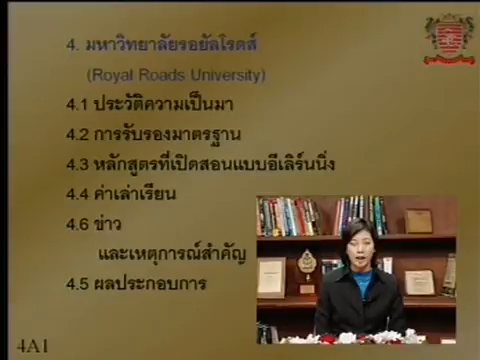 4. มหาวิทยาลัยรอยัลโรดส์
(Royal Roads University)
4.1 ประวัติความเป็นมา
4.2 การรับรองมาตรฐาน
4.3 หลักสูตรที่เปิดสอนแบบอีเลิร์นนิ่ง
4.4 ค่าเล่าเรียน
4.6 ข่าว
และเหตุการณ์สำคัญ
4.5 ผลประกอบการ
4A1